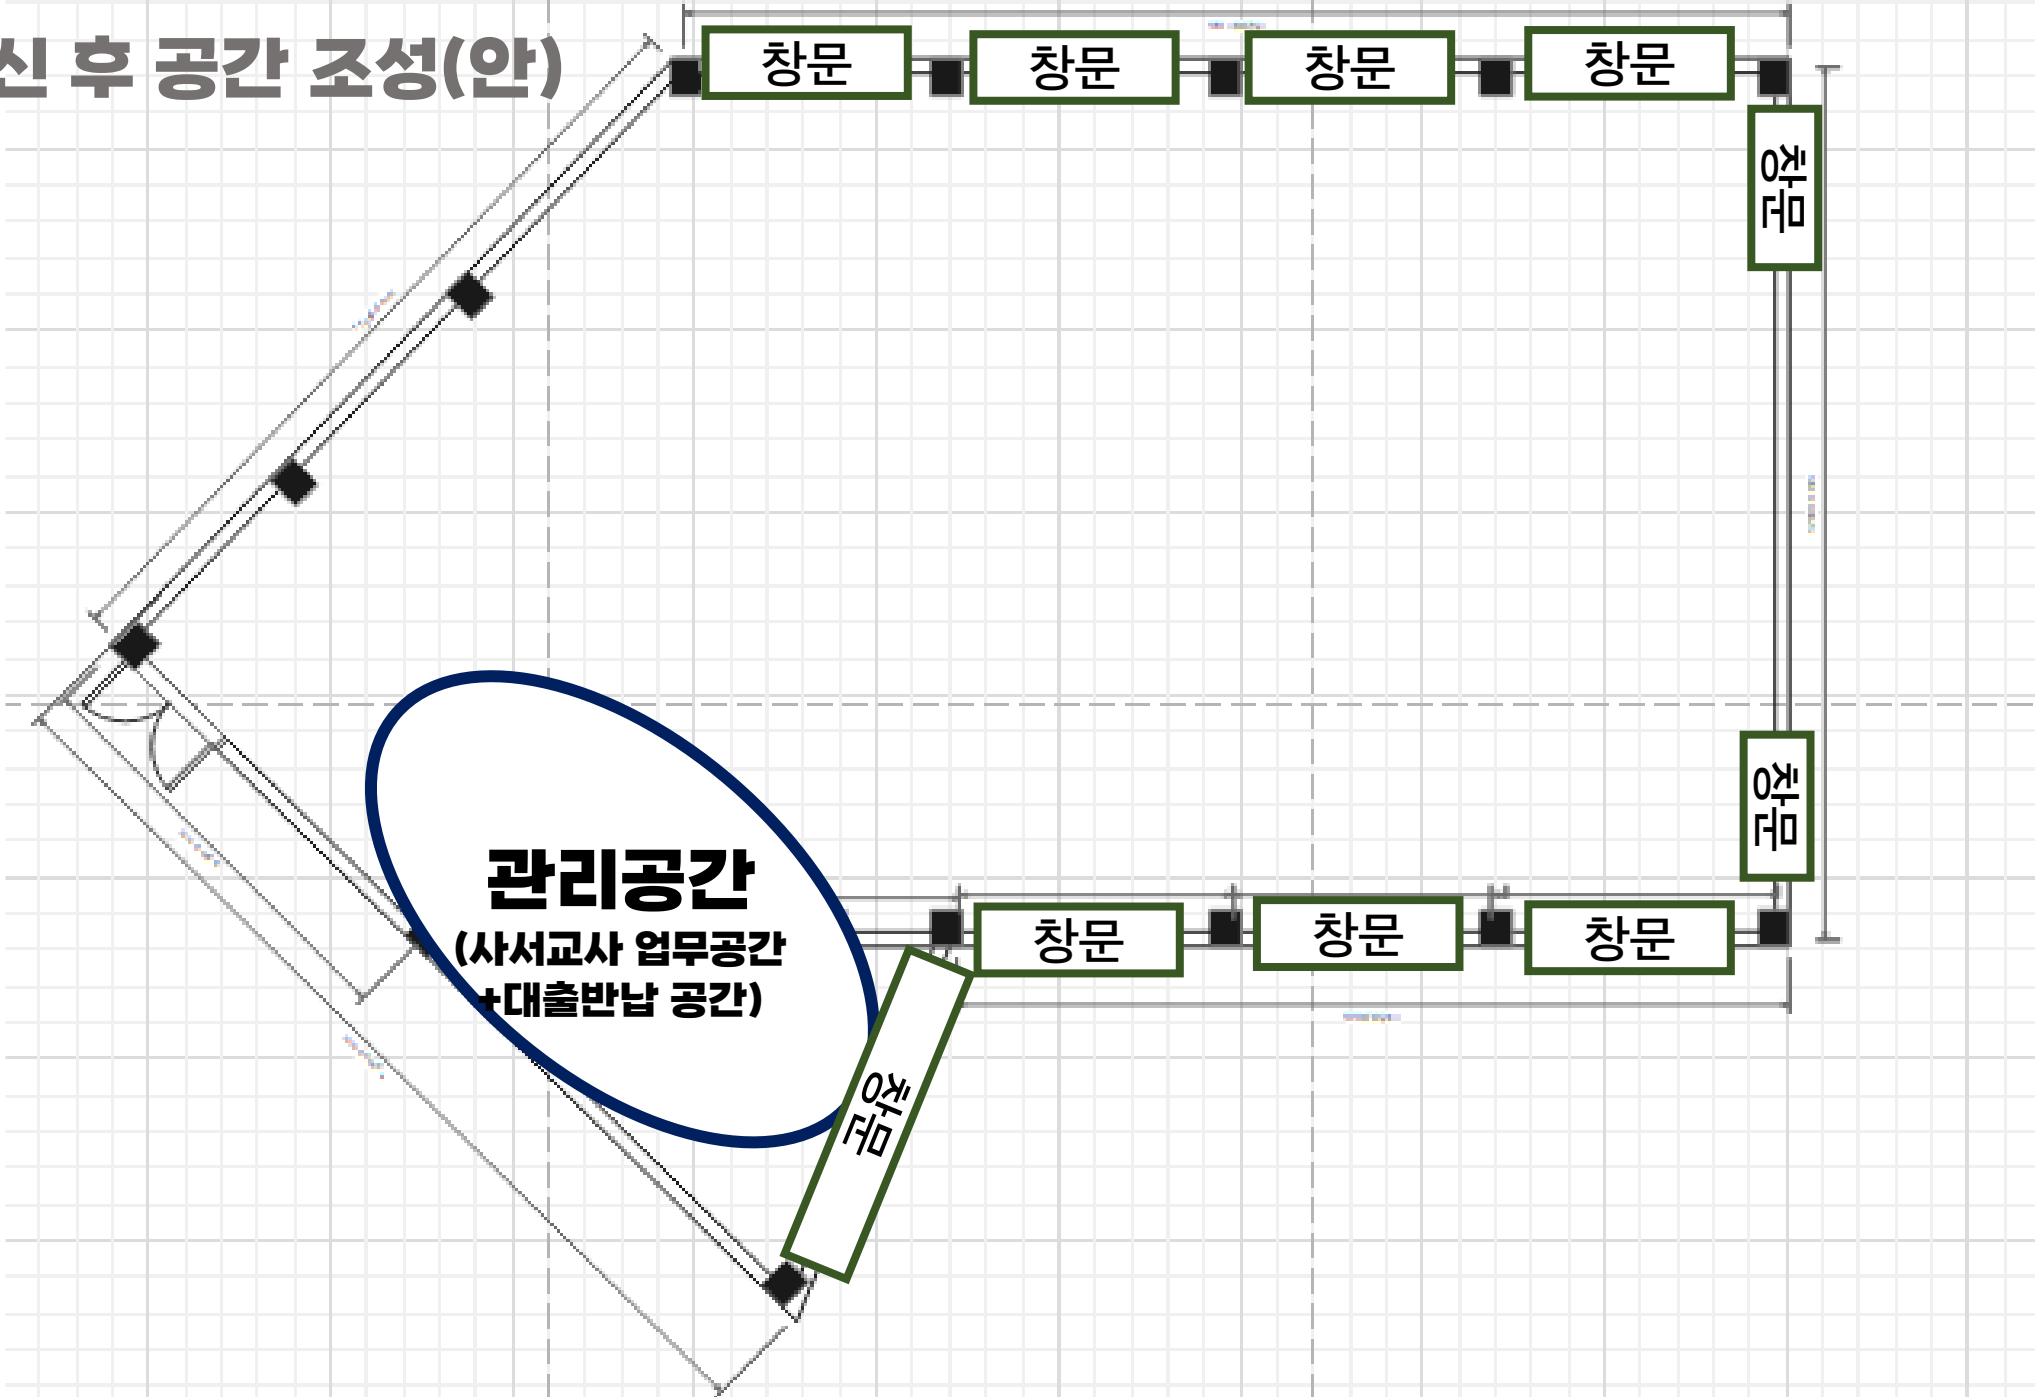 신 후 공간 조성(안)
창문
창문
창문
창문
창문
창문
관리공간
(사서교사 업무공간
+대출반납 공간)
창문
창문
창문
창문